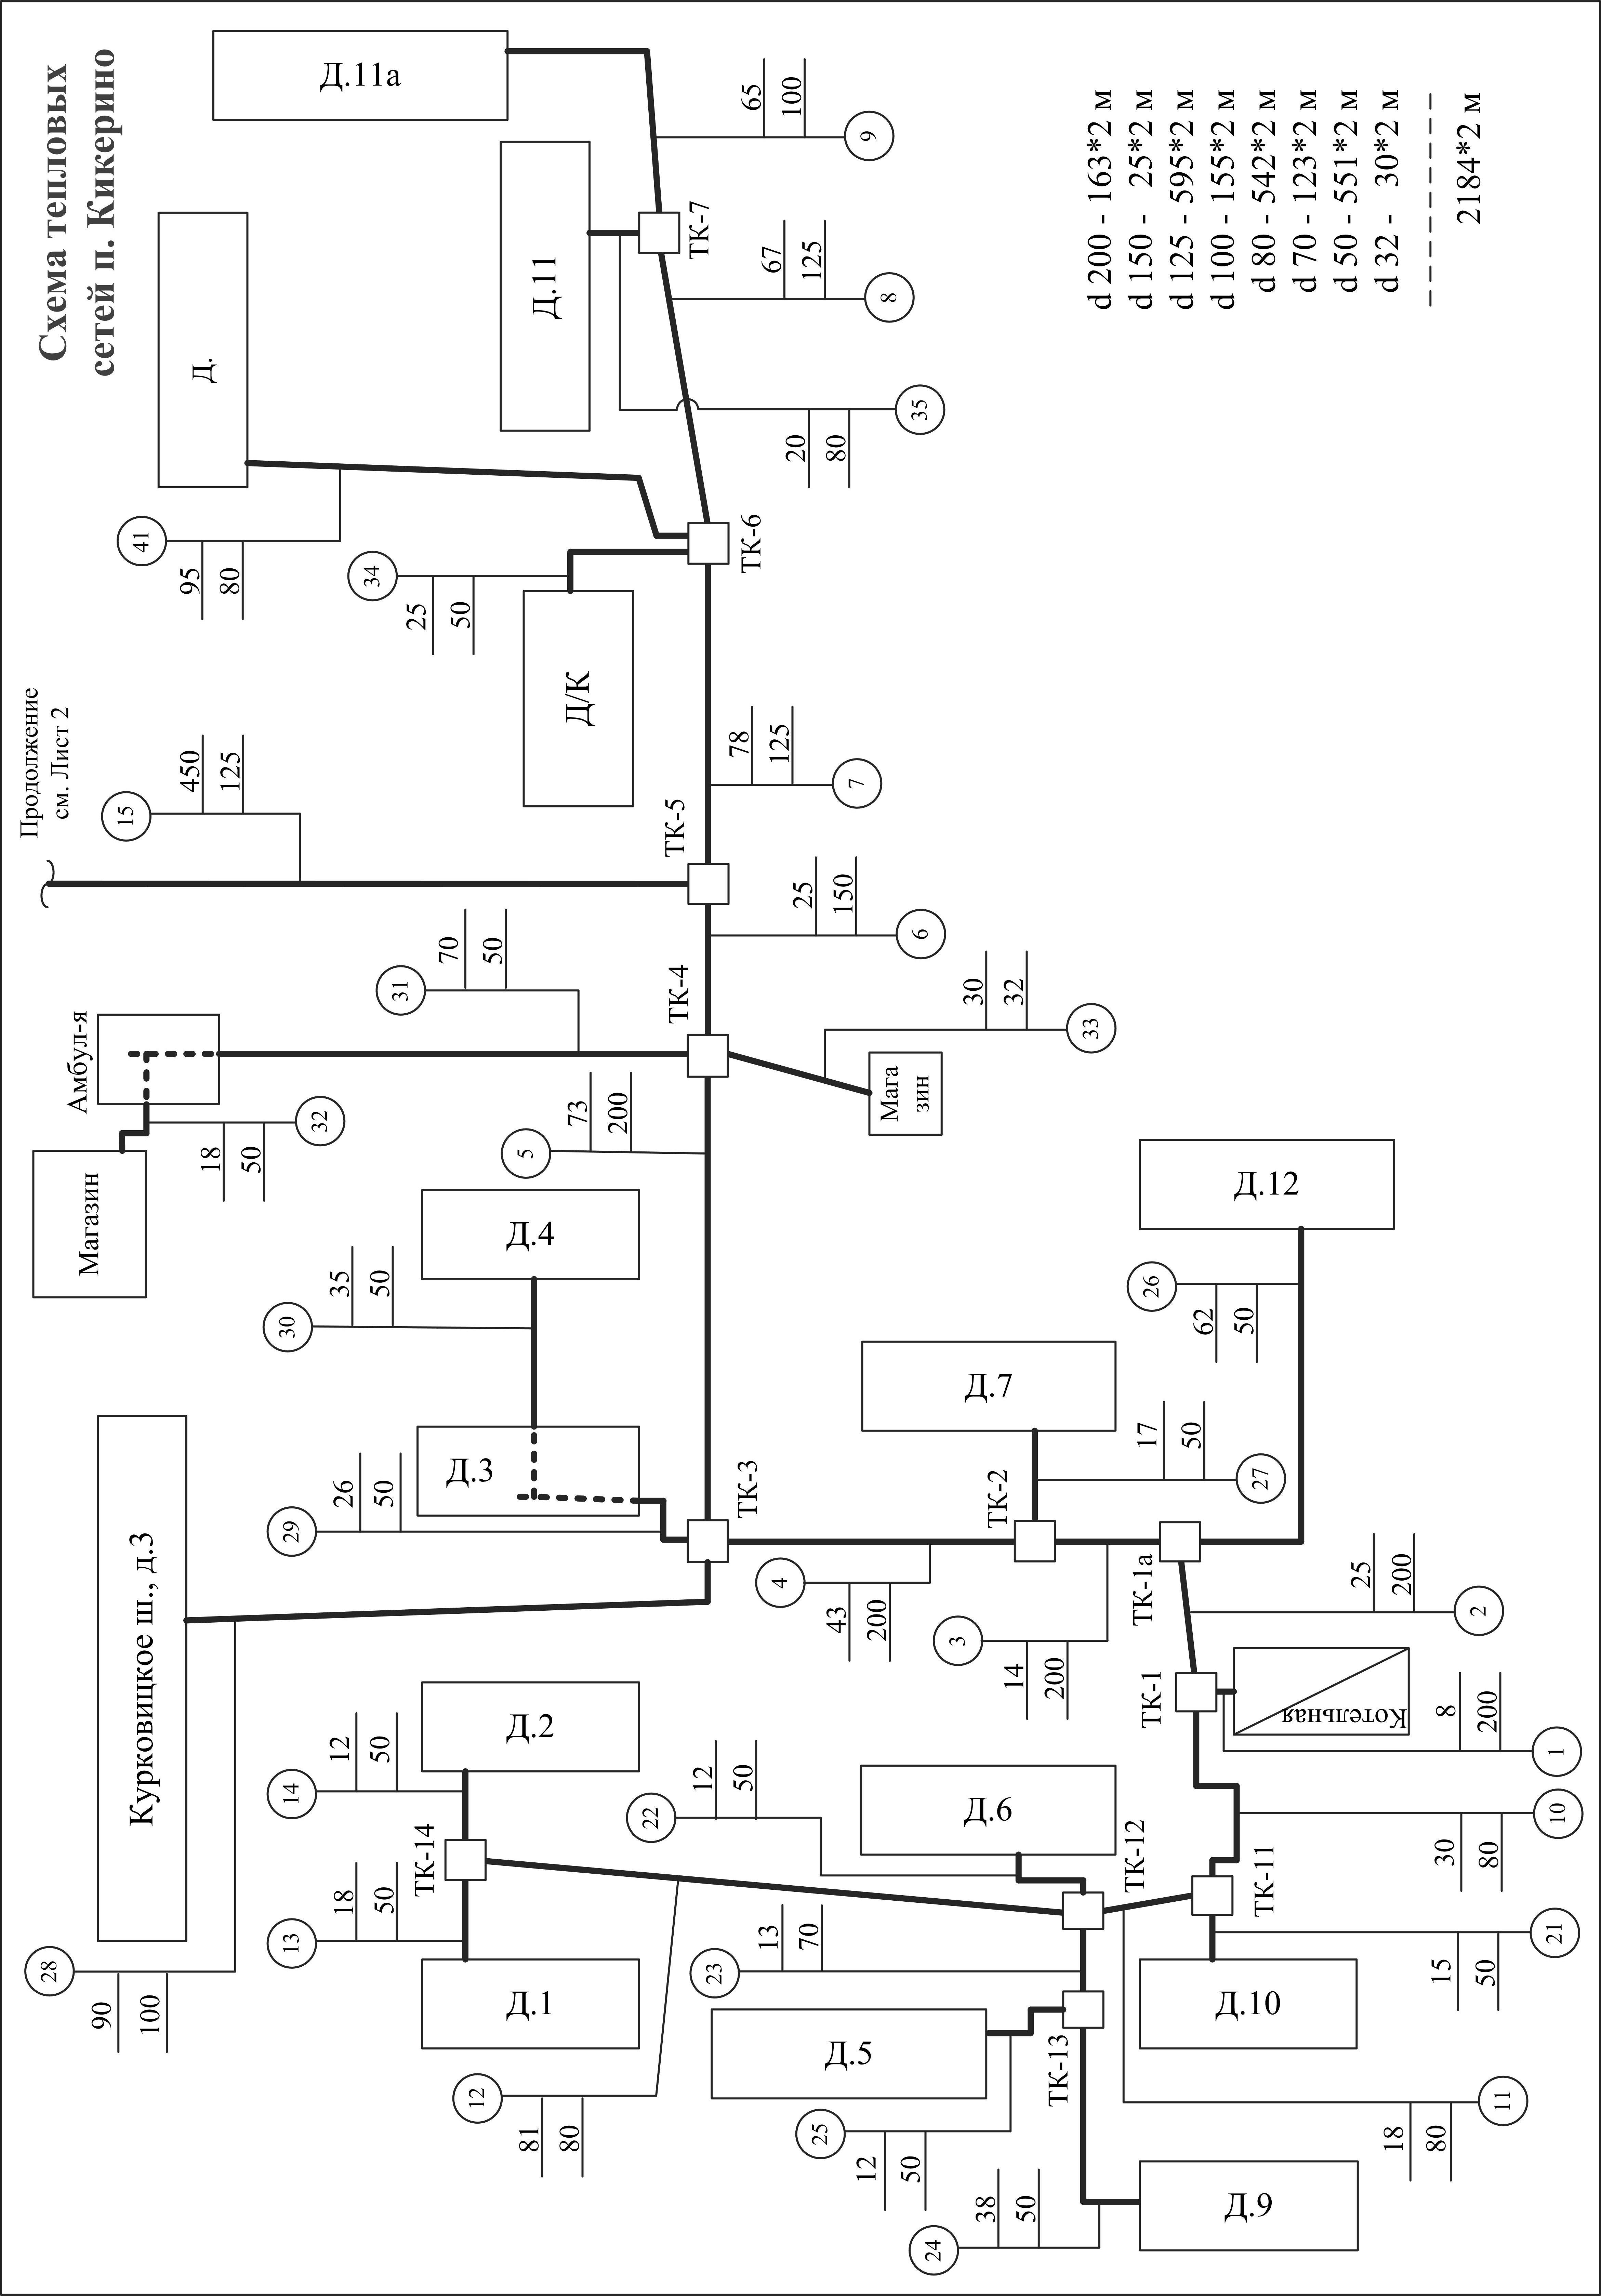 Схема тепловых
сетей п. Кикерино
Курковицкое ш., д.3
28
90
100
Магазин
Амбул-я
32
18
50
31
70
50
Продолжение
см. Лист 2
15
450
125
41
95
80
Д.
34
25
50
Д/К
Д.11
Д.11а
9
65
100
8
67
125
35
20
80
ТК-7
ТК-6
7
78
125
ТК-5
6
25
150
ТК-4
33
30
32
Мага
зин
5
73
200
Д.4
30
35
50
Д.3
29
26
50
ТК-3
4
43
200
3
14
200
ТК-2
Д.7
27
17
50
ТК-1а
Д.12
26
62
50
2
25
200
ТК-1
Котельная
1
8
200
10
30
80
ТК-11
21
15
50
Д.10
11
18
80
ТК-12
Д.6
22
12
50
23
13
70
ТК-13
Д.5
25
12
50
24
38
50
Д.9
12
81
80
ТК-14
Д.1
13
18
50
Д.2
14
12
50
d 200 - 163*2 м
d 150 - 25*2 м
d 125 - 595*2 м
d 100 - 155*2 м
d 80 - 542*2 м
d 70 - 123*2 м
d 50 - 551*2 м
d 32 - 30*2 м
2184*2 м